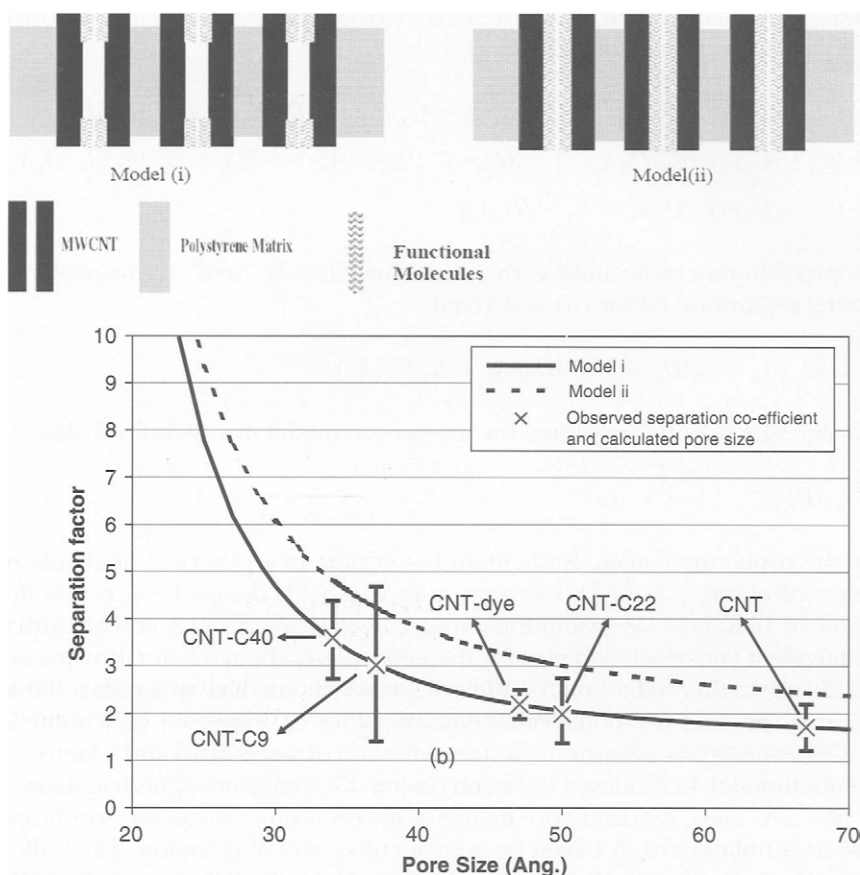 Model (i)
Model(ii)
MWCNT
Polystyrene Matrix
Functional
Molecules
10
9
8
7
6
5
4
3
2
1
0
Separation factor
Model i
Model ii
Observed separation coefficient
and calculated pore size
CNT-dye
CNT-C22
CNT
CNT-C40
CNT-C9
(b)
20
30
40
50
60
70
Pore Size (Ang.)